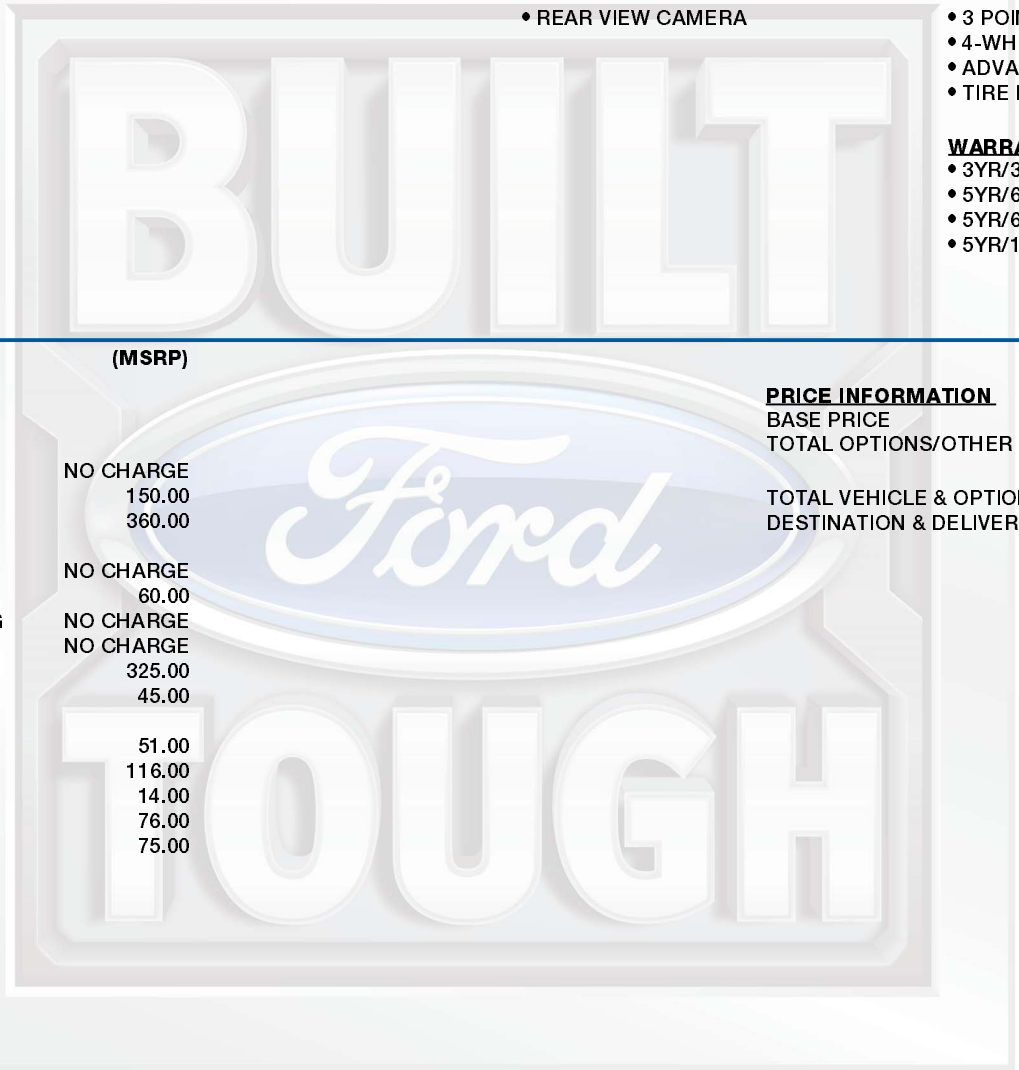 • REAR VIEW CAMERA
• 3 POI
• 4-WH
• ADVA
• TIRE
WARRA
• 3YR/3
• 5YR/6
• 5YR/6
• 5YR/1
BUILT
(MSRP)
PRICE INFORMATION
BASE PRICE
TOTAL OPTIONS/OTHER
TOTAL VEHICLE & OPTIO
DESTINATION & DELIVER
NO CHARGE
150.00
360.00
NO CHARGE
60.00
G NO CHARGE
NO CHARGE
325.00
45.00
51.00
116.00
14.00
76.00
75.00
Ford
TOUGH